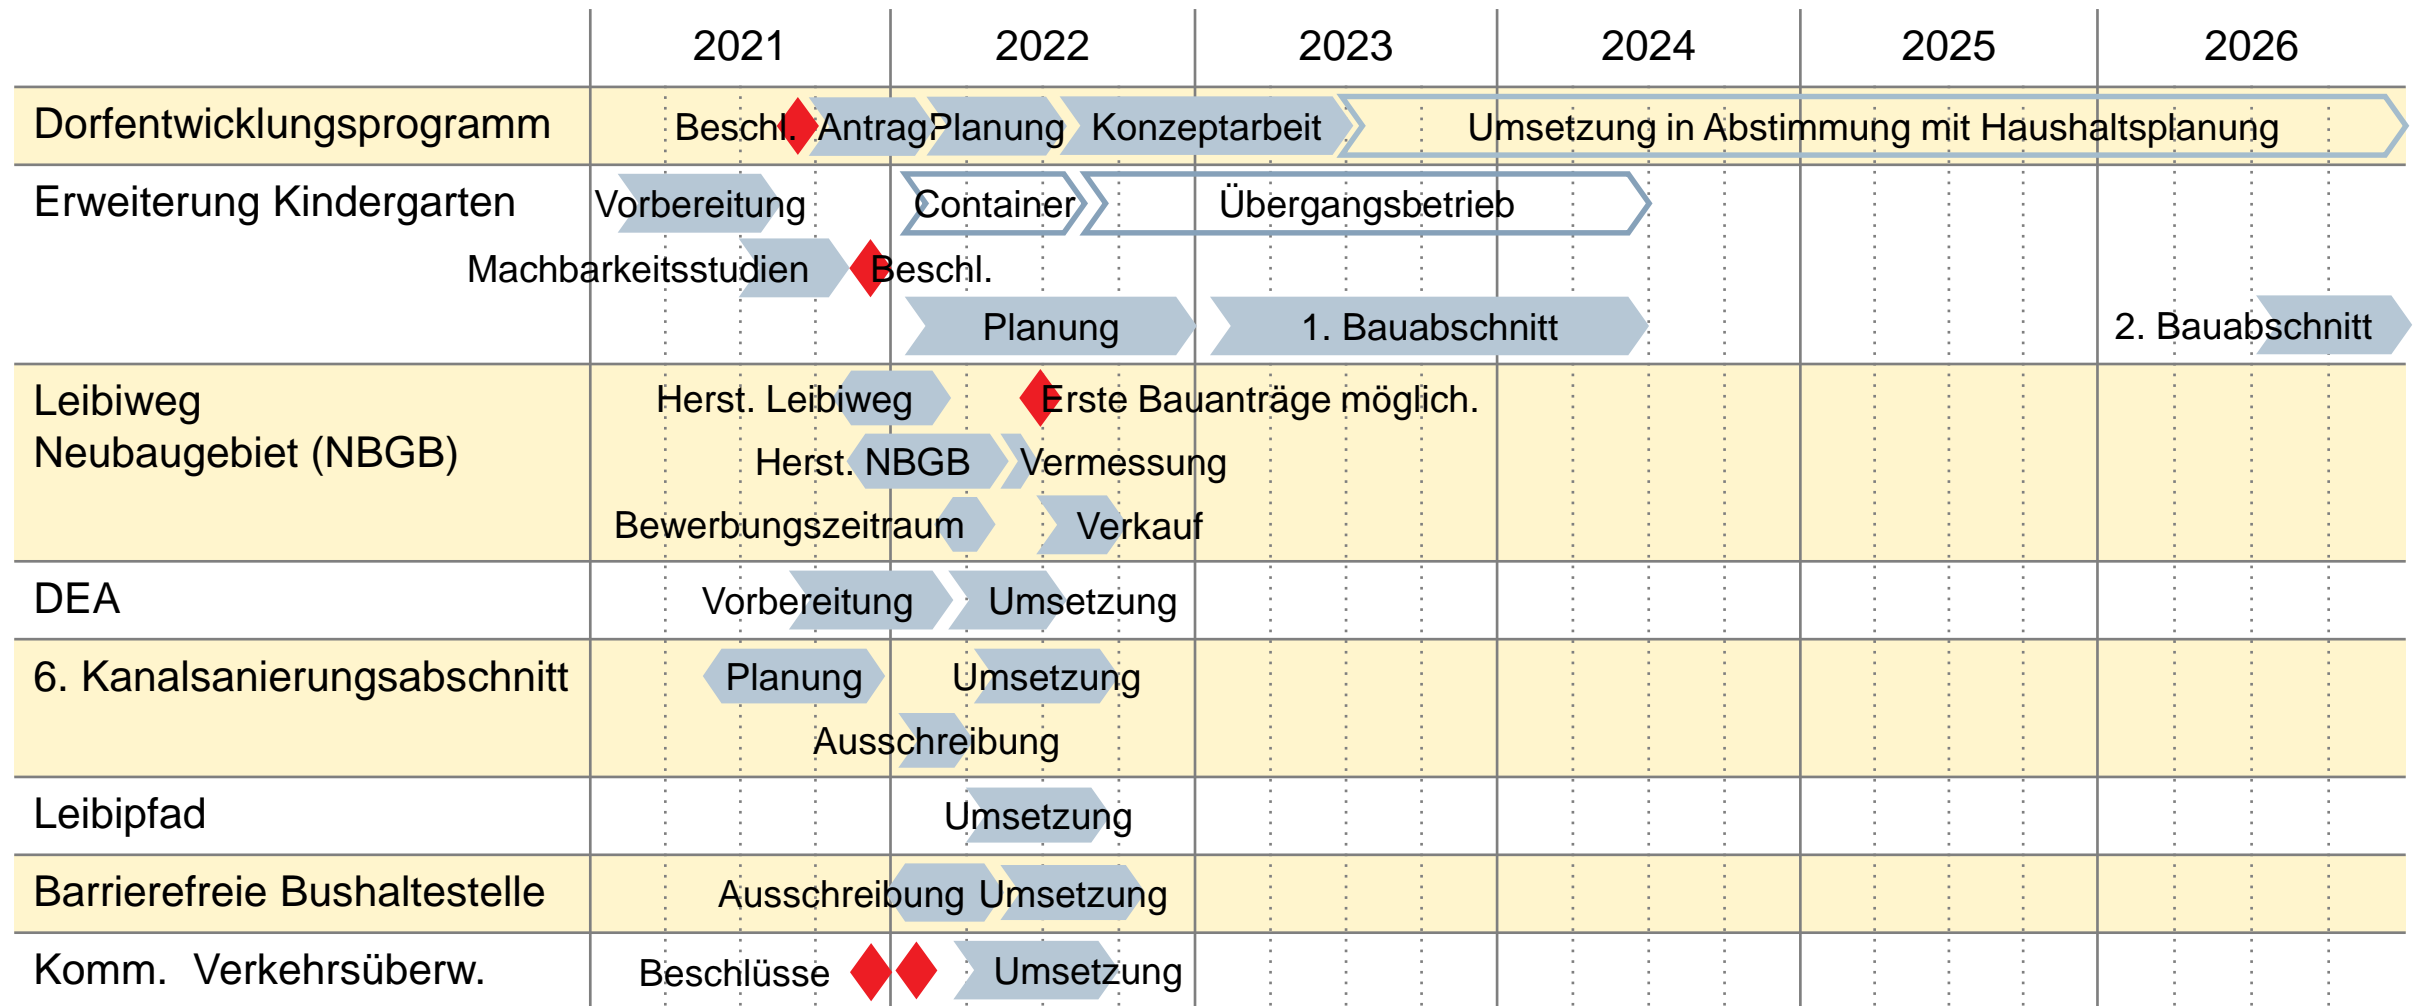 2021 2022 2023 2024 2025 2026
Dorfentwicklungsprogramm Beschl. Antrag Planung Konzeptarbeit Umsetzung in Abstimmung mit Haushaltsplanung
Erweiterung Kindergarten Vorbereitung Container Übergangsbetrieb
Machbarkeitsstudien Beschl.
Planung 1. Bauabschnitt 2. Bauabschnitt
Leibiweg Herst. Leibiweg Erste Bauanträge möglich.
Neubaugebiet (NBGB) Herst. NBGB Vermessung
Bewerbungszeitraum Verkauf
DEA Vorbereitung Umsetzung
6. Kanalsanierungsabschnitt Planung Umsetzung
Ausschreibung
Leibipfad Umsetzung
Barrierefreie Bushaltestelle Ausschreibung Umsetzung
Komm. Verkehrsüberw. Beschlüsse Umsetzung